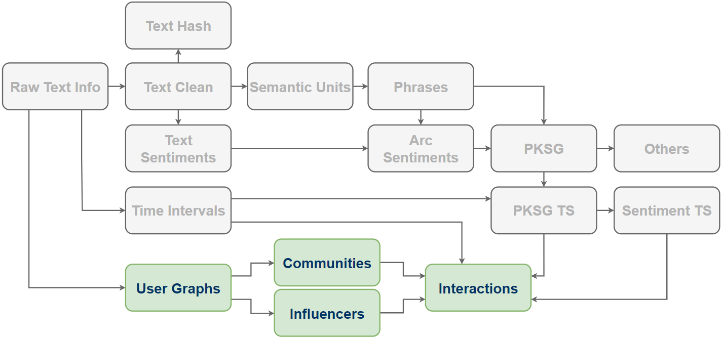 Text Hash
Raw Text Info
Text Clean
Semantic Units
Phrases
Text
Sentiments
Arc
Sentiments
PKSG
Others
Time Intervals
PKSG TS
Sentiment TS
User Graphs
Communities
Influencers
Interactions